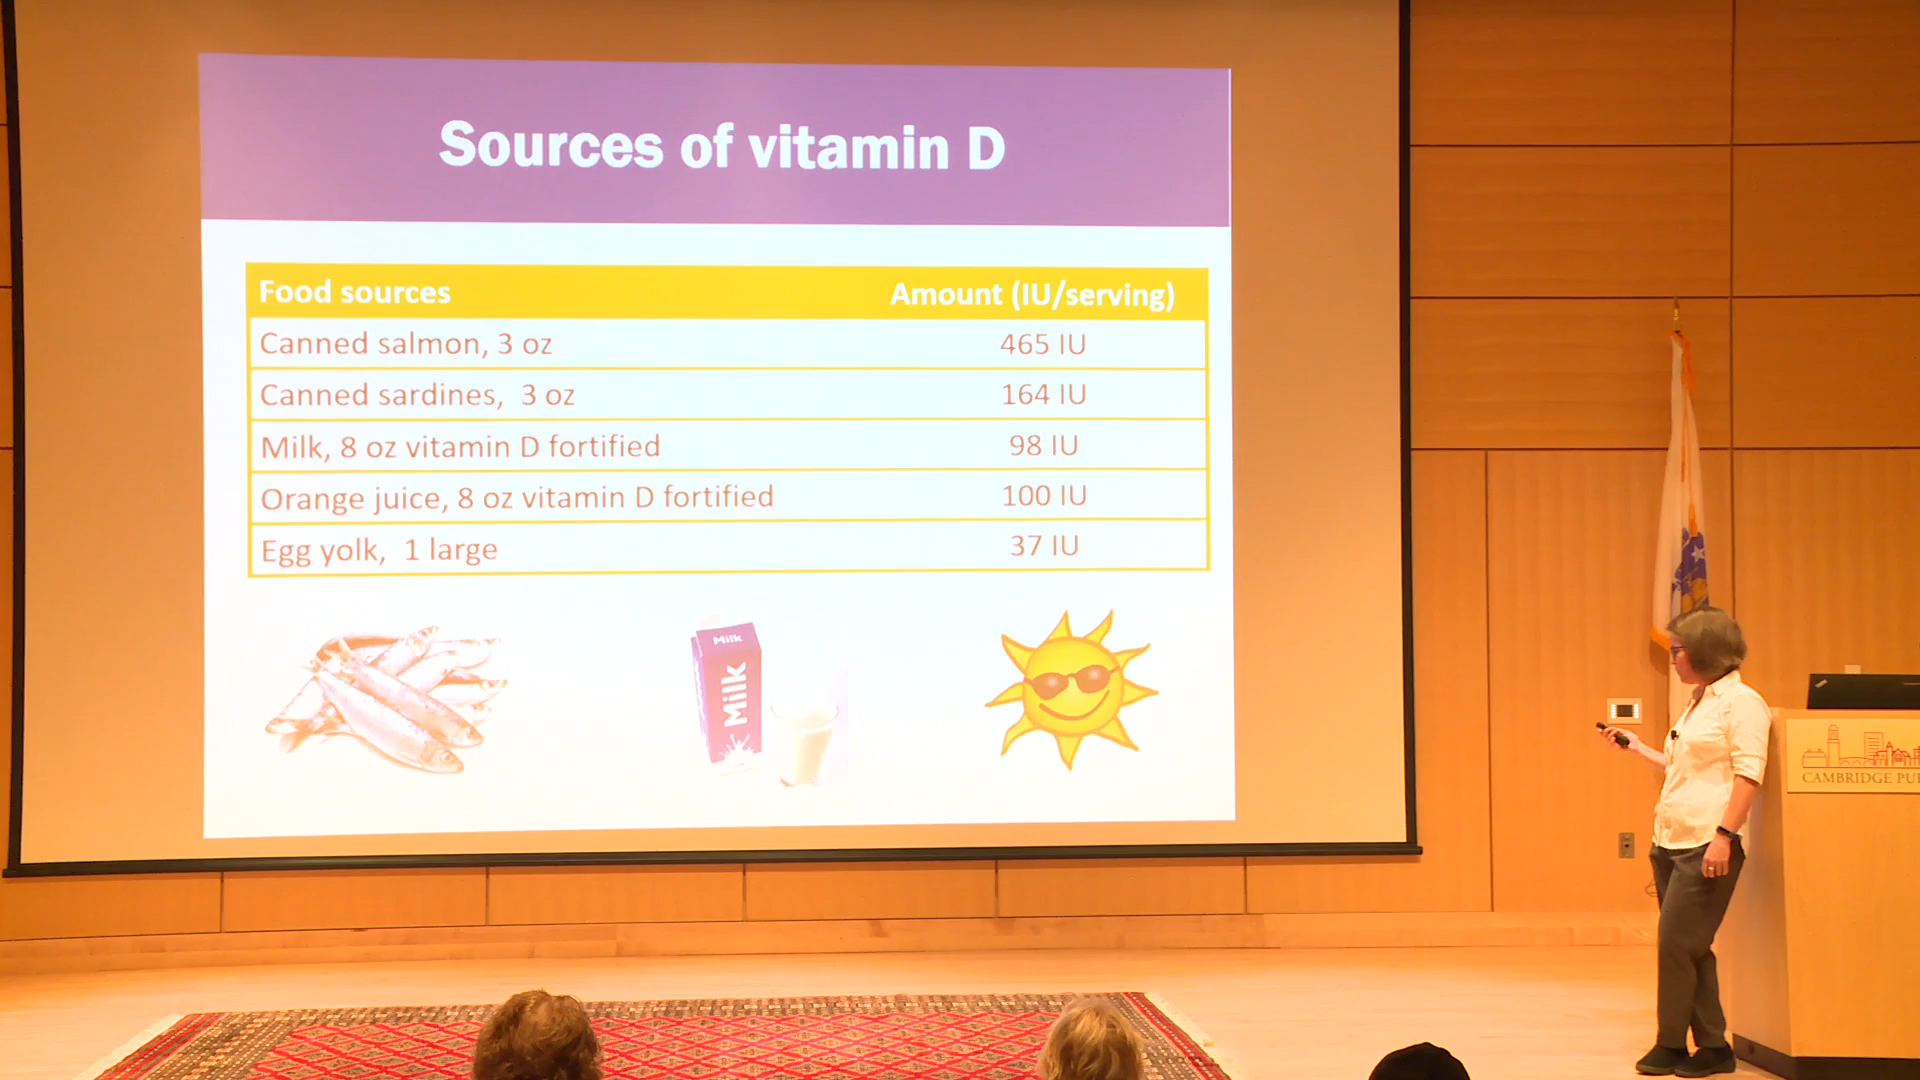 Sources of vitamin D
Food sources Amount (IU/serving)
Canned salmon, 3 oz 465 IU
Canned sardines, 3 oz 164 IU
Milk, 8 oz vitamin D fortified 98 IU
Orange juice, 8 oz vitamin D fortified 100 IU
Egg yolk, 1 large 37 IU
Milk
Milk
CAMBRIDGE PU